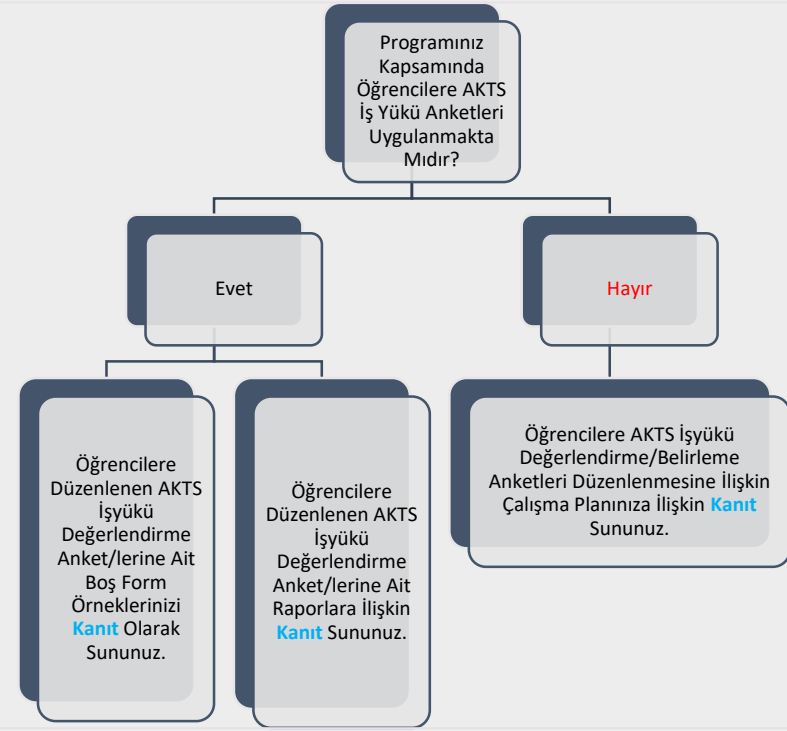 Programınız
Kapsamında
Öğrencilere AKTS
İş Yükü Anketleri
Uygulanmakta
Mıdır?
Evet
Hayır
Öğrencilere
Düzenlenen AKTS
İşyükü
Değerlendirme
Anket/lerine Ait
Boş Form
Örneklerinizi
Kanıt Olarak
Sununuz.
Öğrencilere
Düzenlenen AKTS
İşyükü
Değerlendirme
Anket/lerine Ait
Raporlara İlişkin
Kanıt Sununuz.
Öğrencilere AKTS İşyükü
Değerlendirme/Belirleme
Anketleri Düzenlenmesine İlişkin
Çalışma Planınıza İlişkin Kanıt
Sununuz.